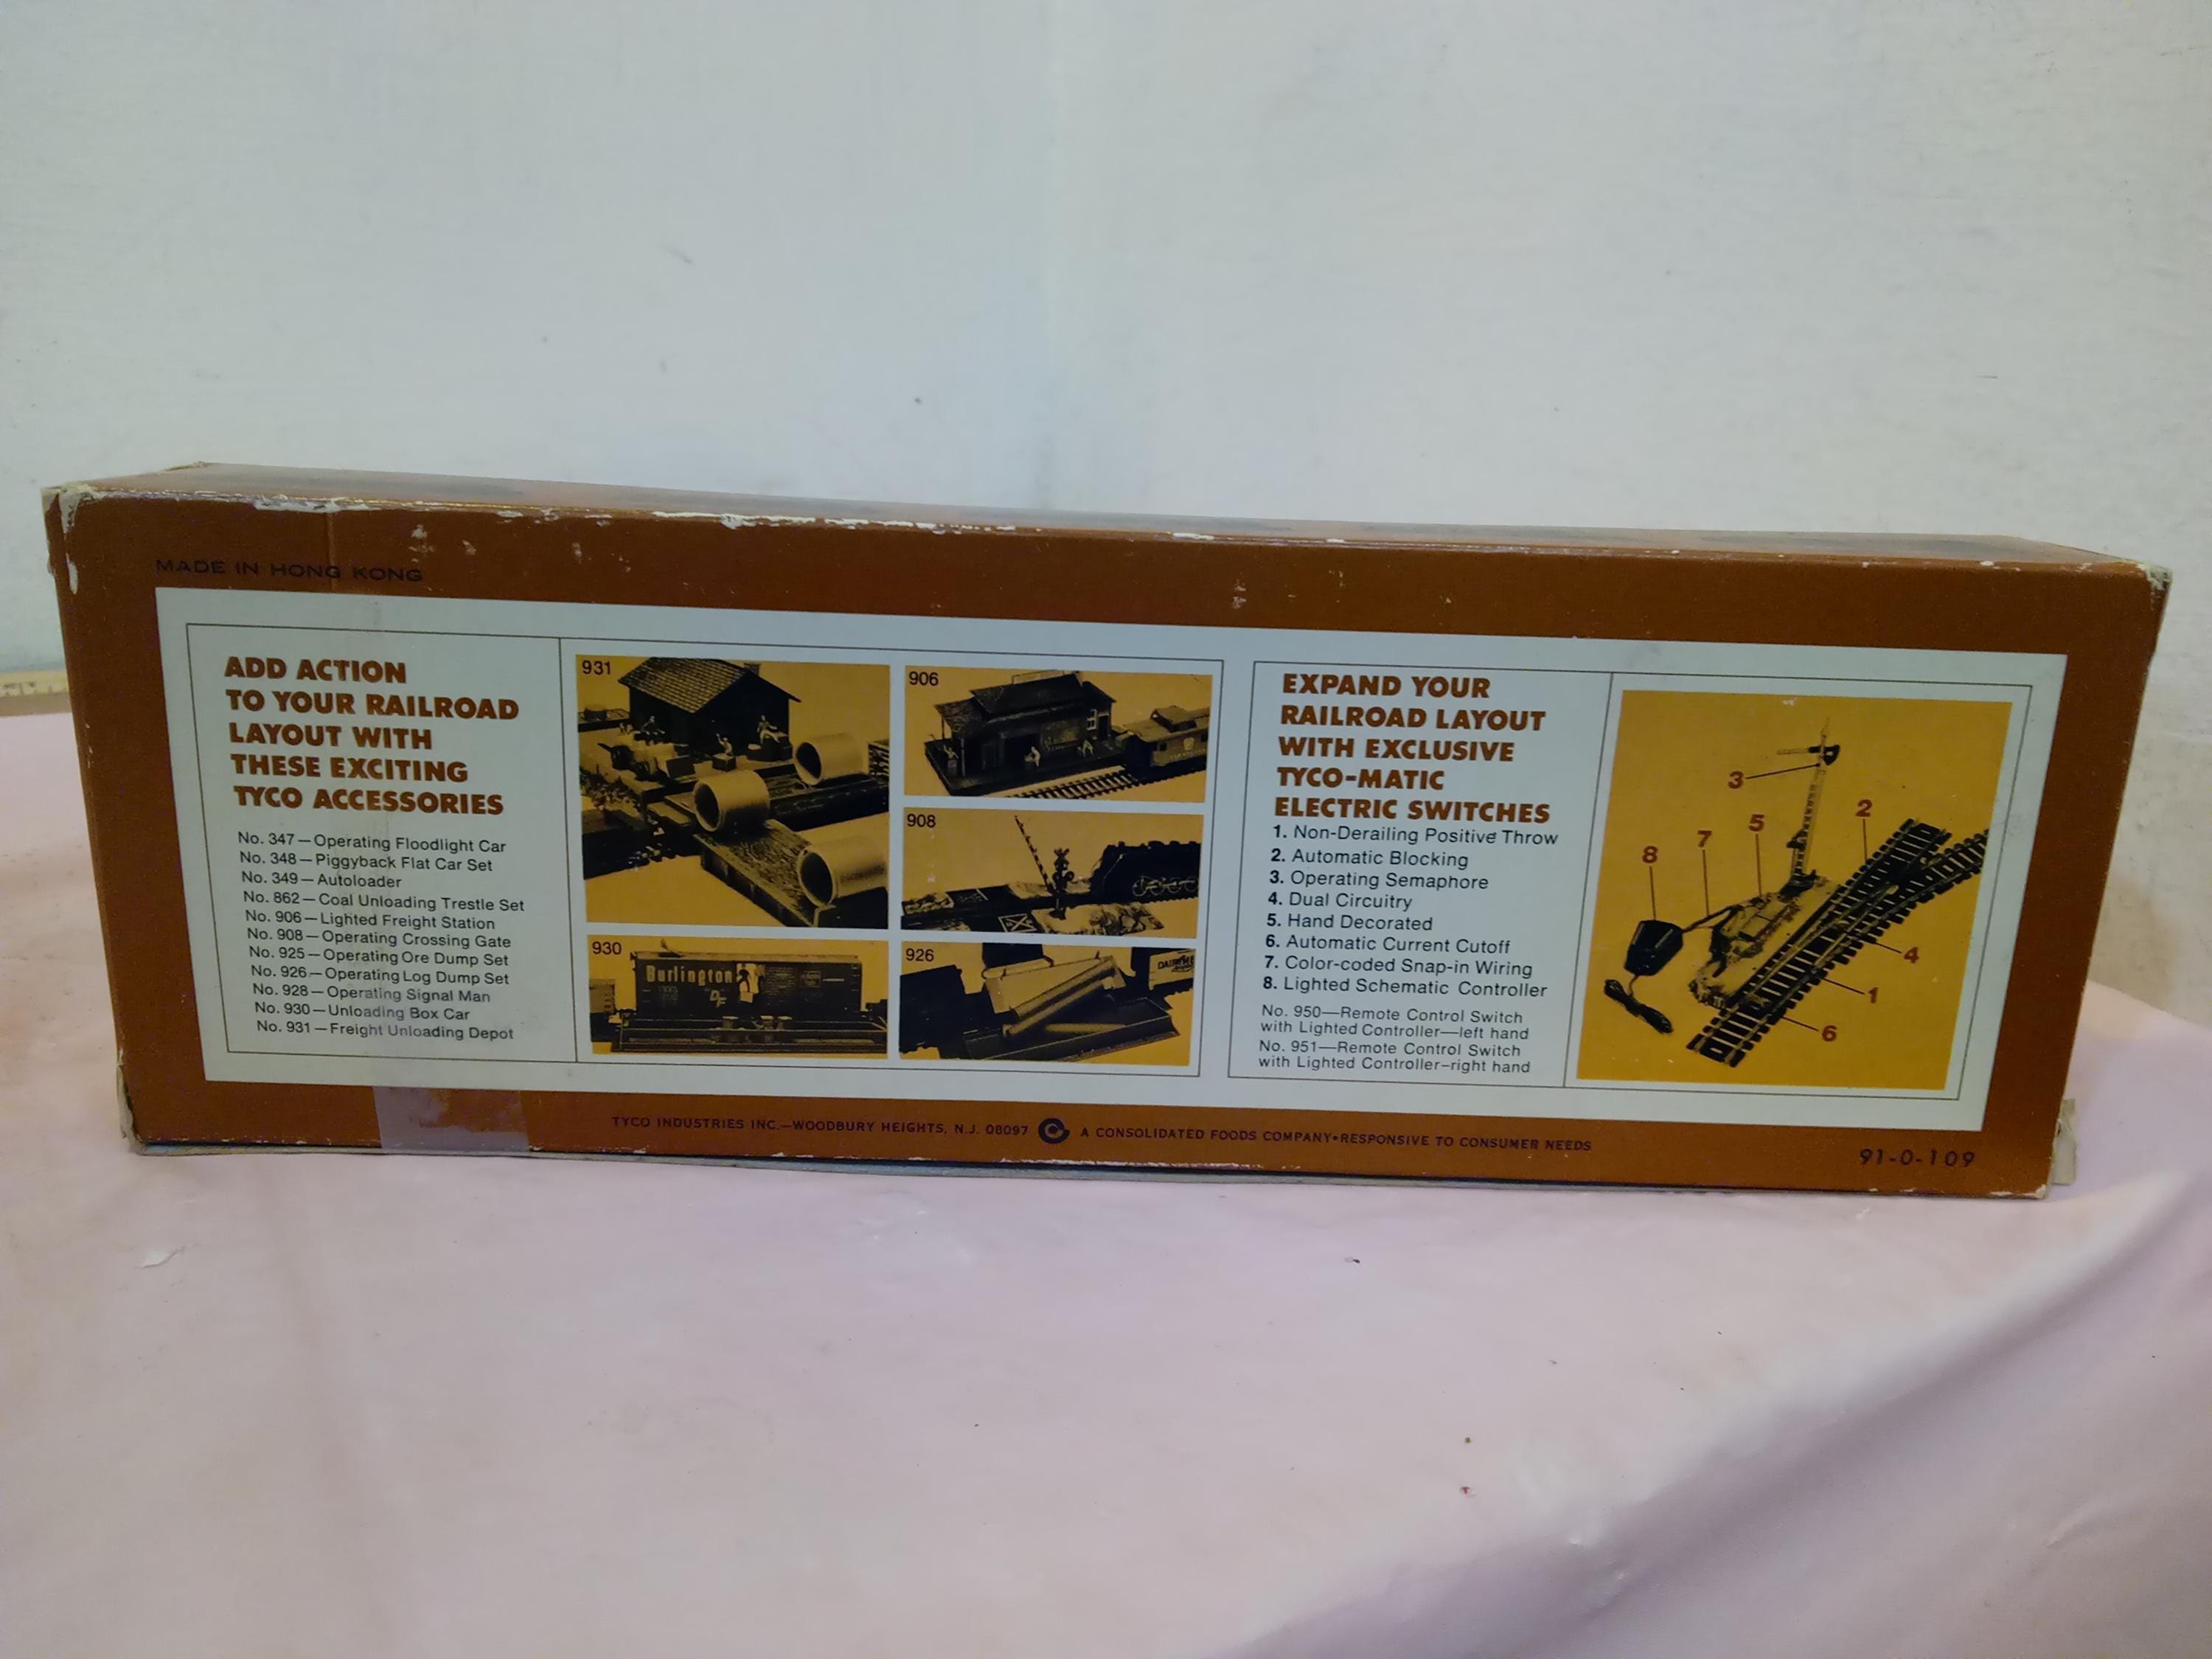 MADE IN HONG KONG
ADD ACTION
TO YOUR RAILROAD
LAYOUT WITH
THESE EXCITING
TYCO ACCESSORIES
No. 347—Operating Floodlight Car
No. 348—Piggyback Flat Car Set
No. 349—Autoloader
No. 862—Coal Unloading Trestle Set
No. 906—Lighted Freight Station
No. 908—Operating Crossing Gate
No. 925—Operating Ore Dump Set
No. 926—Operating Log Dump Set
No. 928—Operating Signal Man
No. 930—Unloading Box Car
No. 931—Freight Unloading Depot
931
906
908
930
Burlington
DF
926
EXPAND YOUR
RAILROAD LAYOUT
WITH EXCLUSIVE
TYCO-MATIC
ELECTRIC SWITCHES
1. Non-Derailing Positive Throw
2. Automatic Blocking
3. Operating Semaphore
4. Dual Circuitry
5. Hand Decorated
6. Automatic Current Cutoff
7. Color-coded Snap-in Wiring
8. Lighted Schematic Controller
No. 950—Remote Control Switch
with Lighted Controller—left hand
No. 951—Remote Control Switch
with Lighted Controller–right hand
3
2
5
7
8
4
1
6
TYCO INDUSTRIES INC.—WOODBURY HEIGHTS, N.J. 08097 A CONSOLIDATED FOODS COMPANY•RESPONSIVE TO CONSUMER NEEDS
91-0-109